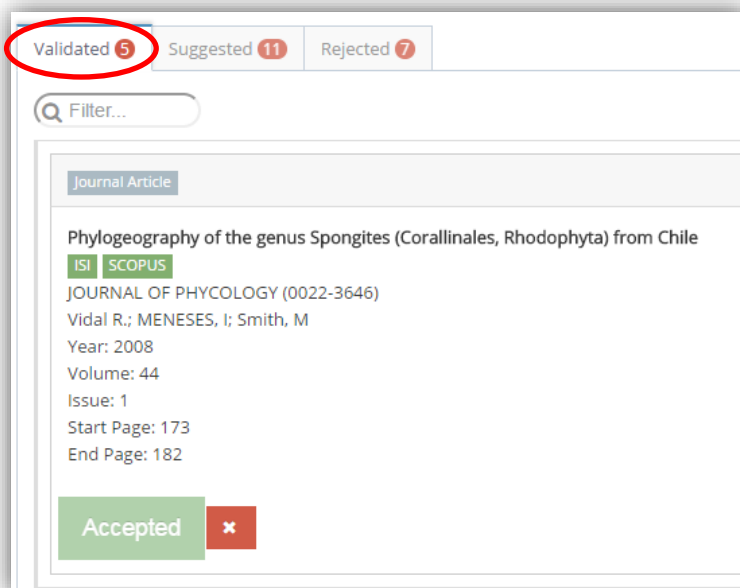 Validated 5 Suggested 11 Rejected 7
Filter...
Journal Article
Phylogeography of the genus Spongites (Corallinales, Rhodophyta) from Chile
ISI SCOPUS
JOURNAL OF PHYCOLOGY (0022-3646)
Vidal R.; MENESES, I; Smith, M
Year: 2008
Volume: 44
Issue: 1
Start Page: 173
End Page: 182
Accepted